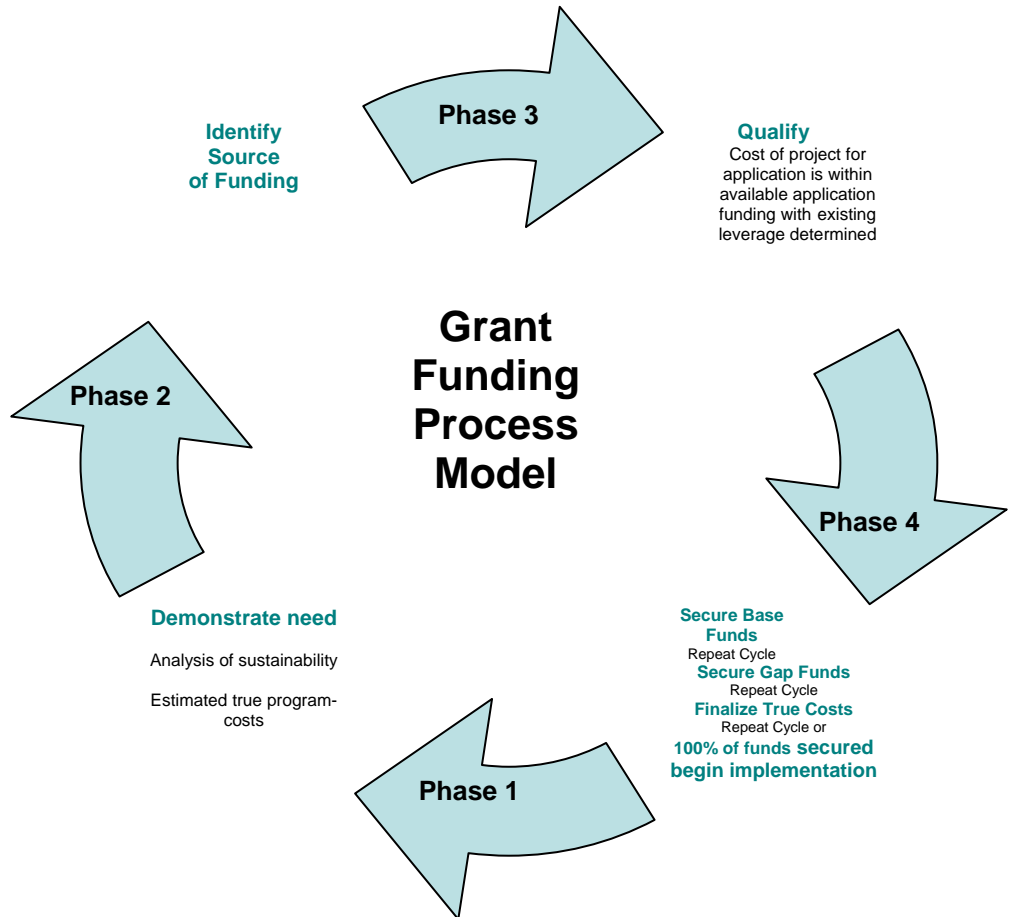 Phase 3
Identify
Source
of Funding
Qualify
Cost of project for
application is within
available application
funding with existing
leverage determined
Grant
Funding
Process
Model
Phase 2
Phase 4
Demonstrate need
Analysis of sustainability
Estimated true program-
costs
Secure Base
Funds
Repeat Cycle
Secure Gap Funds
Repeat Cycle
Finalize True Costs
Repeat Cycle or
100% of funds secured
begin implementation
Phase 1